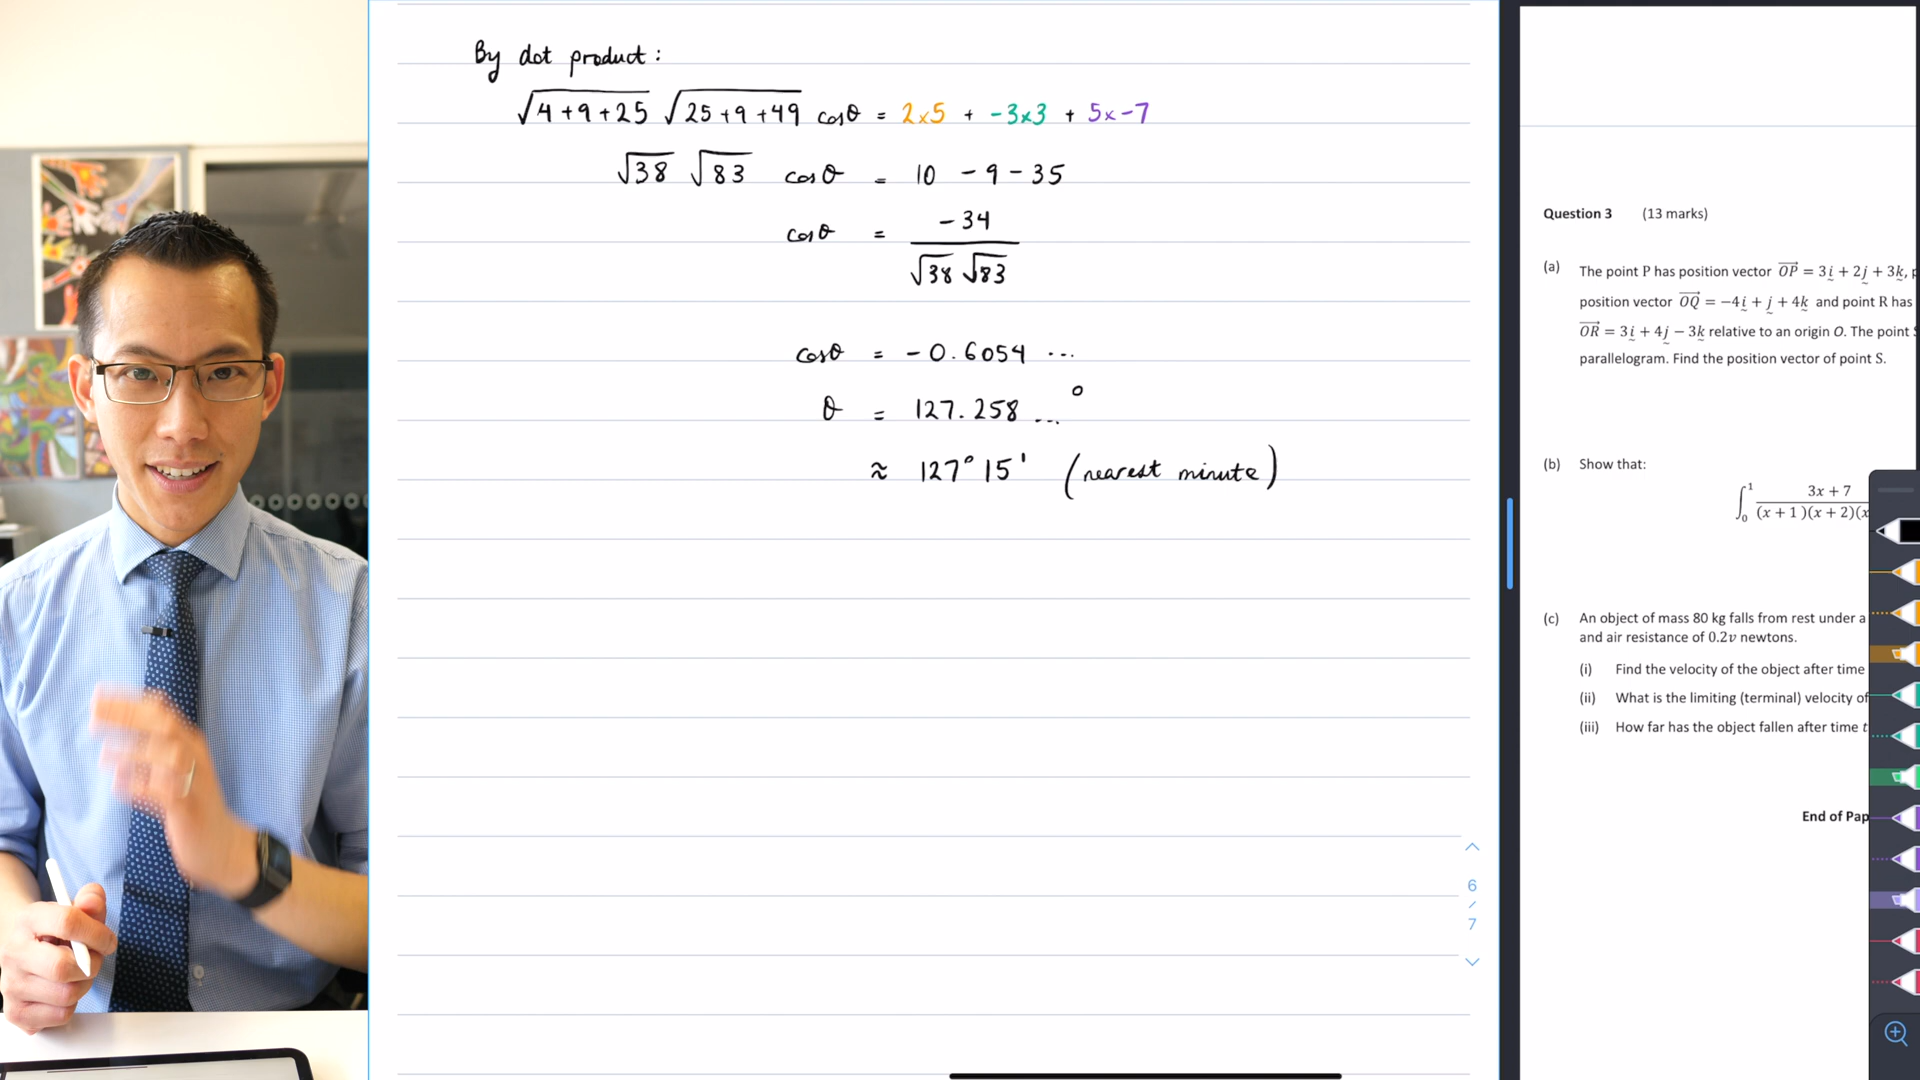 By dot product :
√4+9+25 √25+9+49 cosθ = 2×5 + -3×3 + 5×-7
√38 √83 cosθ = 10 - 9 - 35
cosθ = -34
√38 √83
cosθ = -0.6054 ...
θ = 127.258 ...°
≈ 127° 15' (nearest minute)
6
/
7
Question 3 (13 marks)
(a) The point P has position vector OP = 3i + 2j + 3k,
position vector OQ = −4i + j + 4k and point R has
OR = 3i + 4j − 3k relative to an origin O. The point
parallelogram. Find the position vector of point S.
(b) Show that:
∫₀¹ 3x + 7
(x + 1)(x + 2)(x
(c) An object of mass 80 kg falls from rest under a
and air resistance of 0.2v newtons.
(i) Find the velocity of the object after time
(ii) What is the limiting (terminal) velocity of
(iii) How far has the object fallen after time t
End of Pap